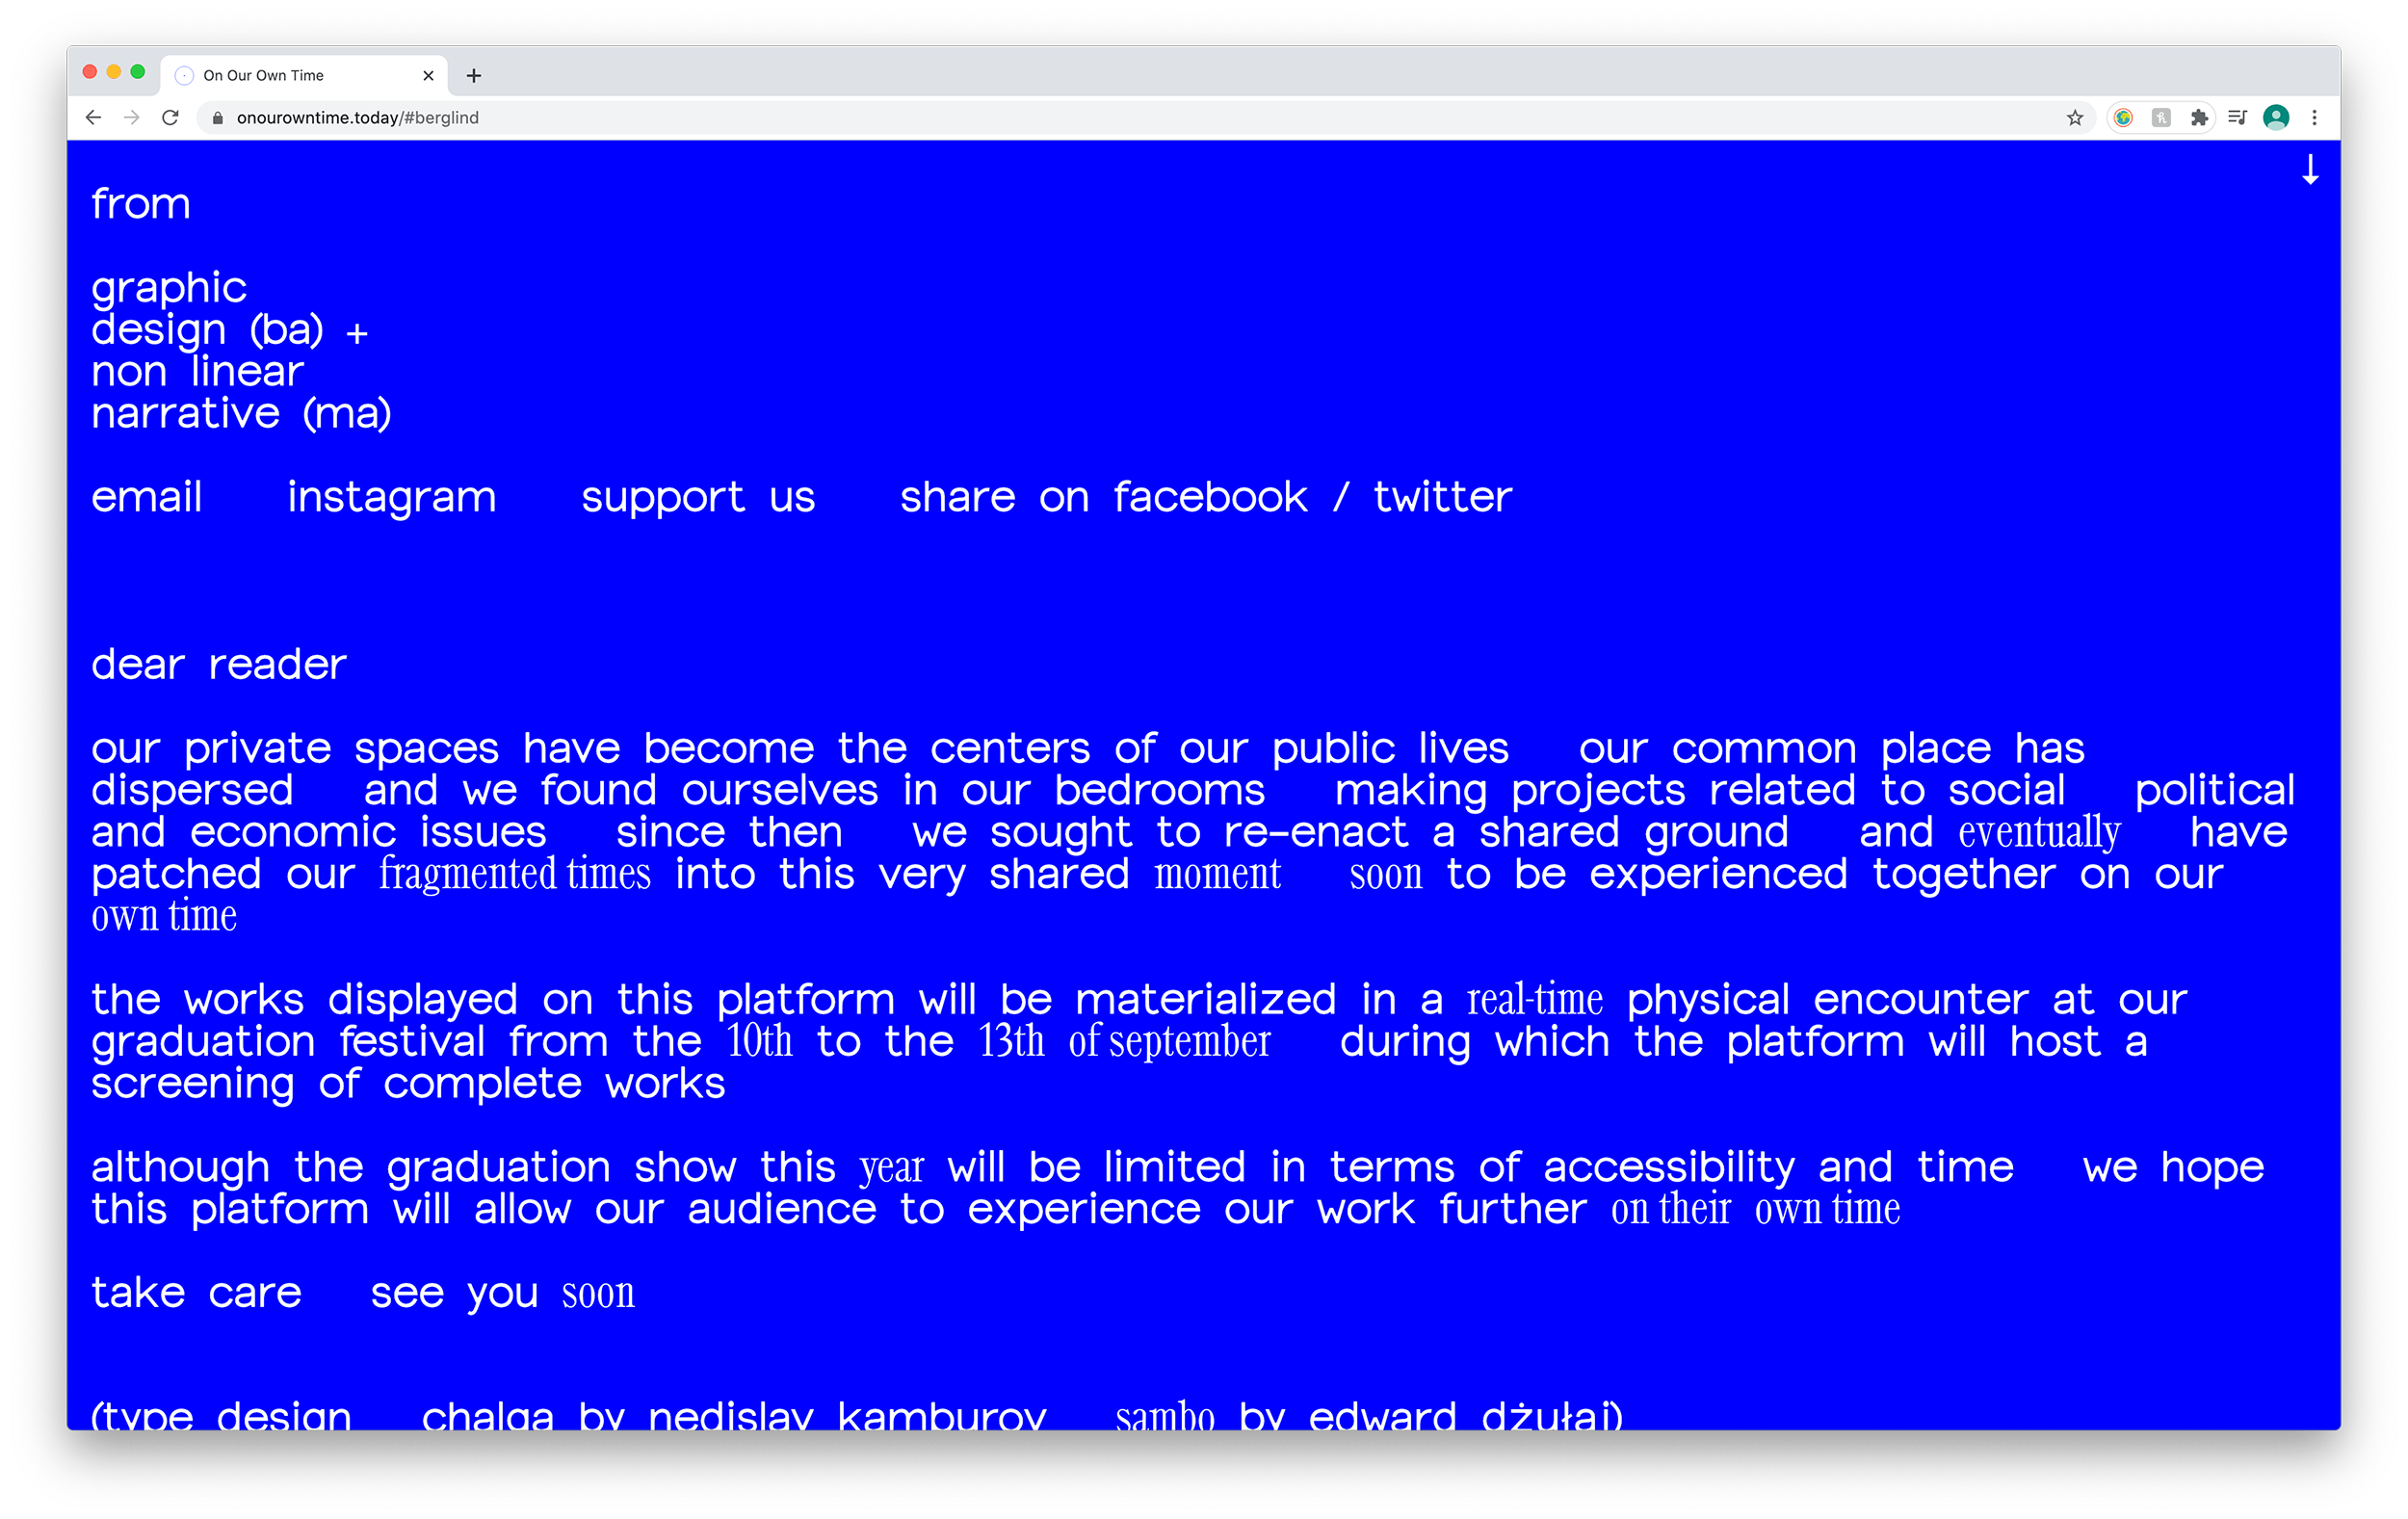 On Our Own Time
onourowntime.today/#berglind
from
graphic
design (ba) +
non linear
narrative (ma)
email instagram support us share on facebook / twitter
dear reader
our private spaces have become the centers of our public lives our common place has
dispersed and we found ourselves in our bedrooms making projects related to social political
and economic issues since then we sought to re-enact a shared ground and eventually have
patched our fragmented times into this very shared moment soon to be experienced together on our
own time
the works displayed on this platform will be materialized in a real-time physical encounter at our
graduation festival from the 10th to the 13th of september during which the platform will host a
screening of complete works
although the graduation show this year will be limited in terms of accessibility and time we hope
this platform will allow our audience to experience our work further on their own time
take care see you soon
(type design chalga by nedislav kamburov sambo by edward dżułaj)